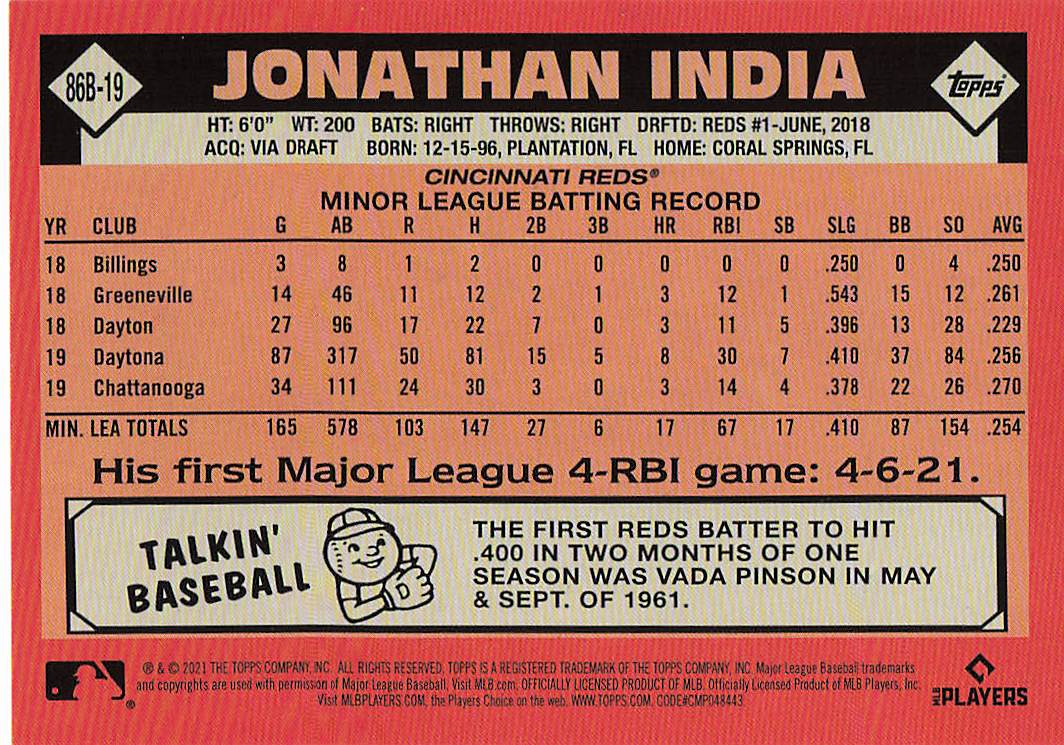 86B-19
JONATHAN INDIA
Topps
HT: 6'0" WT: 200 BATS: RIGHT THROWS: RIGHT DRFTD: REDS #1-JUNE, 2018
ACQ: VIA DRAFT BORN: 12-15-96, PLANTATION, FL HOME: CORAL SPRINGS, FL
CINCINNATI REDS®
MINOR LEAGUE BATTING RECORD
YR CLUB G AB R H 2B 3B HR RBI SB SLG BB SO AVG
18 Billings 3 8 1 2 0 0 0 0 0 .250 0 4 .250
18 Greeneville 14 46 11 12 2 1 3 12 1 .543 15 12 .261
18 Dayton 27 96 17 22 7 0 3 11 5 .396 13 28 .229
19 Daytona 87 317 50 81 15 5 8 30 7 .410 37 84 .256
19 Chattanooga 34 111 24 30 3 0 3 14 4 .378 22 26 .270
MIN. LEA TOTALS 165 578 103 147 27 6 17 67 17 .410 87 154 .254
His first Major League 4-RBI game: 4-6-21.
TALKIN'
BASEBALL
THE FIRST REDS BATTER TO HIT
.400 IN TWO MONTHS OF ONE
SEASON WAS VADA PINSON IN MAY
& SEPT. OF 1961.
® & © 2021 THE TOPPS COMPANY, INC. ALL RIGHTS RESERVED. TOPPS IS A REGISTERED TRADEMARK OF THE TOPPS COMPANY, INC. Major League Baseball trademarks
and copyrights are used with permission of Major League Baseball. Visit MLB.com. OFFICIALLY LICENSED PRODUCT OF MLB. Officially Licensed Product of MLB Players, Inc.
Visit MLBPLAYERS.COM, the Players Choice on the web. WWW.TOPPS.COM. CODE#CMP048443
®
MLB PLAYERS